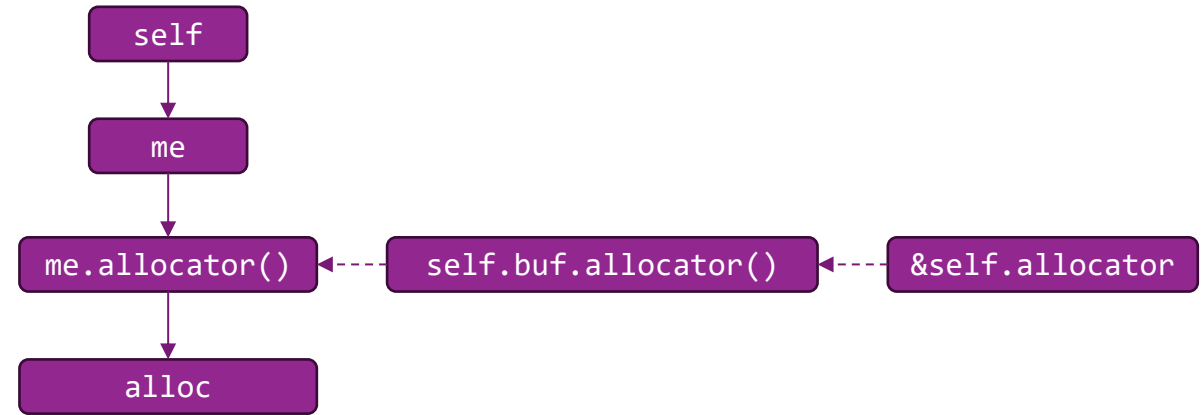 self
me
me.allocator()
self.buf.allocator()
&self.allocator
alloc